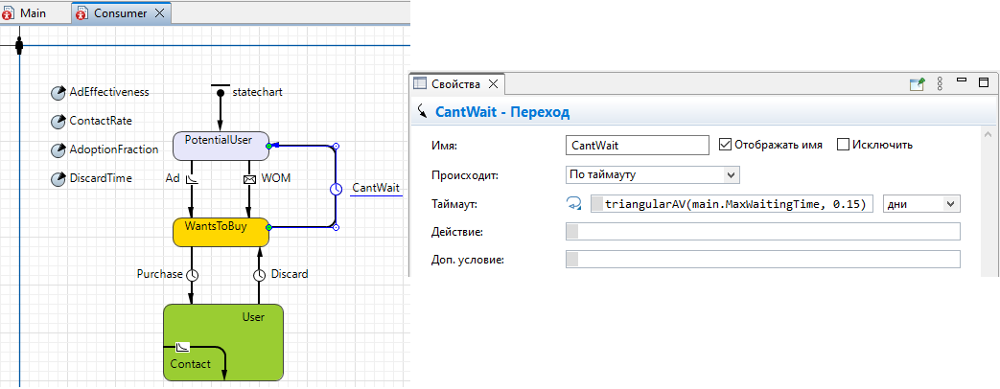 Main
Consumer
AdEffectiveness
ContactRate
AdoptionFraction
DiscardTime
statechart
PotentialUser
Ad
WOM
CantWait
WantsToBuy
Purchase
Discard
User
Contact
Свойства
CantWait - Переход
Имя: CantWait Отображать имя Исключить
Происходит: По таймауту
Таймаут: triangularAV(main.MaxWaitingTime, 0.15) дни
Действие:
Доп. условие: